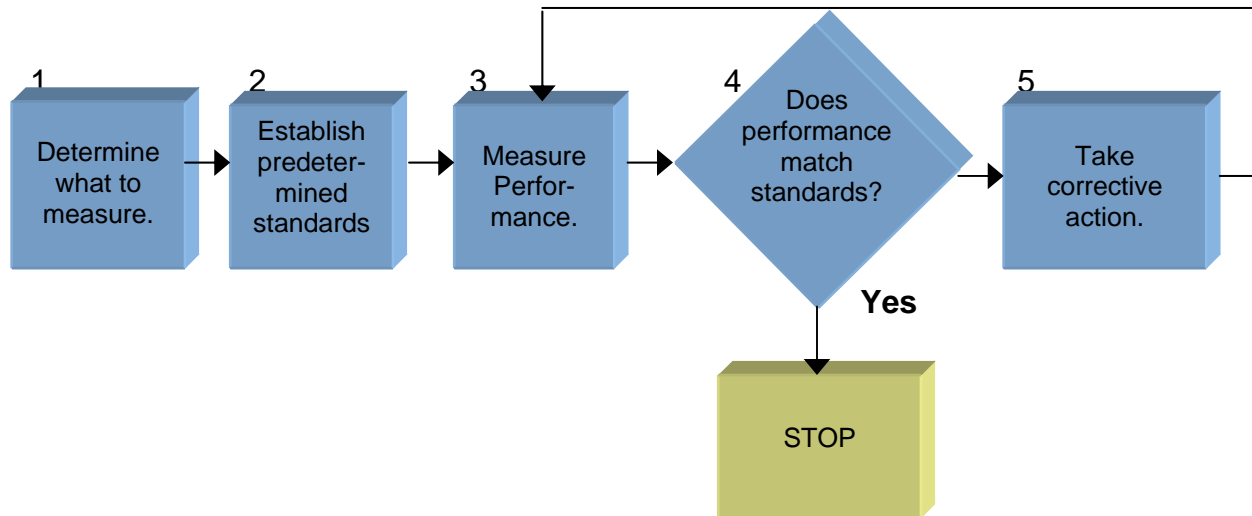 1
Determine
what to
measure.
2
Establish
predeter-
mined
standards
3
Measure
Perfor-
mance.
4
Does
performance
match
standards?
5
Take
corrective
action.
Yes
STOP